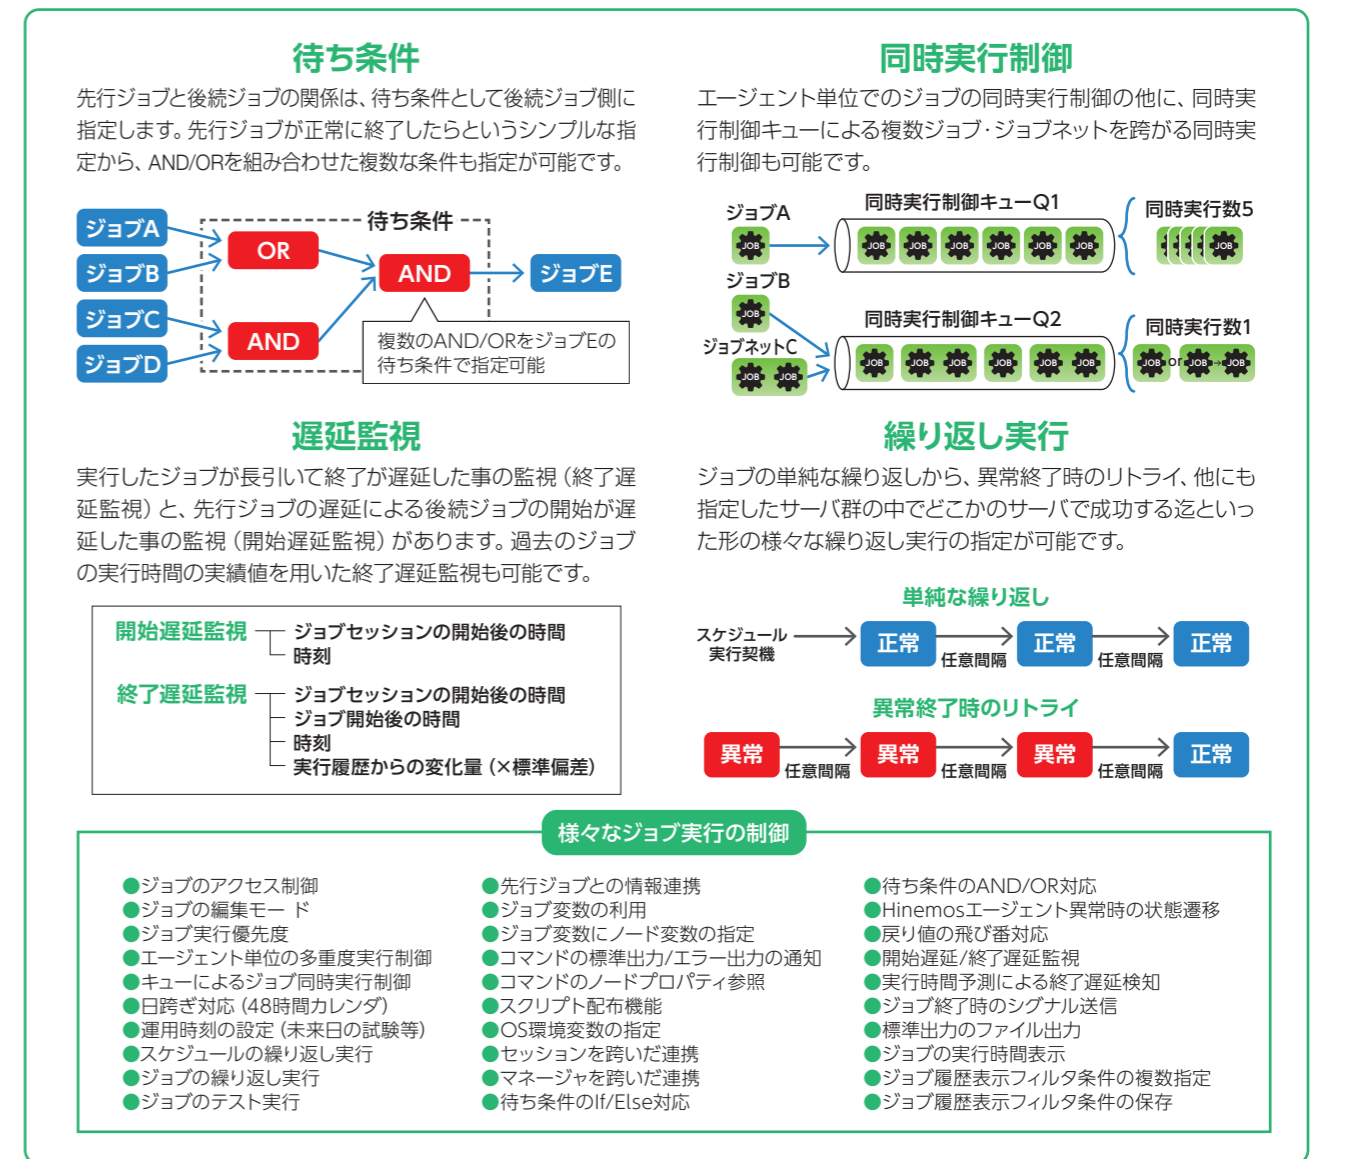 待ち条件
先行ジョブと後続ジョブの関係は、待ち条件として後続ジョブ側に
指定します。先行ジョブが正常に終了したらというシンプルな指
定から、AND/ORを組み合わせた複数な条件も指定が可能です。
ジョブA
ジョブB
ジョブC
ジョブD
待ち条件
OR
AND
AND
ジョブE
複数のAND/ORをジョブEの
待ち条件で指定可能
同時実行制御
エージェント単位でのジョブの同時実行制御の他に、同時実
行制御キューによる複数ジョブ・ジョブネットを跨がる同時実
行制御も可能です。
ジョブA
JOB
同時実行制御キューQ1
JOB JOB JOB JOB JOB JOB
同時実行数5
JOB
ジョブB
JOB
ジョブネットC
JOB JOB
同時実行制御キューQ2
JOB JOB JOB JOB JOB JOB
同時実行数1
JOB or JOB→JOB
遅延監視
実行したジョブが長引いて終了が遅延した事の監視（終了遅
延監視）と、先行ジョブの遅延による後続ジョブの開始が遅
延した事の監視（開始遅延監視）があります。過去のジョブ
の実行時間の実績値を用いた終了遅延監視も可能です。
開始遅延監視
ジョブセッションの開始後の時間
時刻
終了遅延監視
ジョブセッションの開始後の時間
ジョブ開始後の時間
時刻
実行履歴からの変化量（×標準偏差）
繰り返し実行
ジョブの単純な繰り返しから、異常終了時のリトライ、他にも
指定したサーバ群の中でどこかのサーバで成功する迄といっ
た形の様々な繰り返し実行の指定が可能です。
単純な繰り返し
スケジュール
実行契機
正常
任意間隔
正常
任意間隔
正常
異常終了時のリトライ
異常
任意間隔
異常
任意間隔
異常
任意間隔
正常
様々なジョブ実行の制御
●ジョブのアクセス制御
●ジョブの編集モード
●ジョブ実行優先度
●エージェント単位の多重度実行制御
●キューによるジョブ同時実行制御
●日跨ぎ対応（48時間カレンダ）
●運用時刻の設定（未来日の試験等）
●スケジュールの繰り返し実行
●ジョブの繰り返し実行
●ジョブのテスト実行
●先行ジョブとの情報連携
●ジョブ変数の利用
●ジョブ変数にノード変数の指定
●コマンドの標準出力/エラー出力の通知
●コマンドのノードプロパティ参照
●スクリプト配布機能
●OS環境変数の指定
●セッションを跨いだ連携
●マネージャを跨いだ連携
●待ち条件のIf/Else対応
●待ち条件のAND/OR対応
●Hinemosエージェント異常時の状態遷移
●戻り値の飛び番対応
●開始遅延/終了遅延監視
●実行時間予測による終了遅延検知
●ジョブ終了時のシグナル送信
●標準出力のファイル出力
●ジョブの実行時間表示
●ジョブ履歴表示フィルタ条件の複数指定
●ジョブ履歴表示フィルタ条件の保存